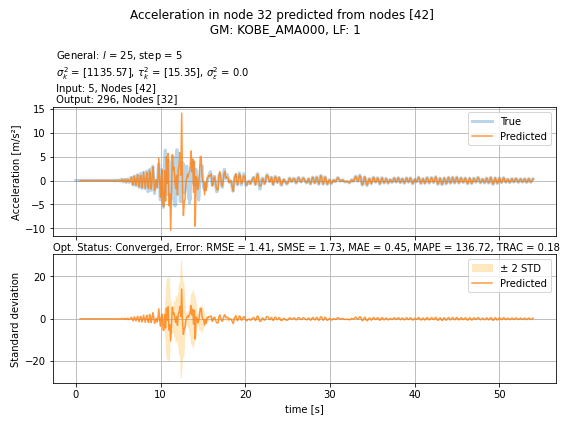 Acceleration in node 32 predicted from nodes [42]
GM: KOBE_AMA000, LF: 1
General: l = 25, step = 5
σ_k² = [1135.57], τ_k² = [15.35], σ_ε² = 0.0
Input: 5, Nodes [42]
Output: 296, Nodes [32]
15
10
5
0
−5
−10
Acceleration [m/s²]
True
Predicted
Opt. Status: Converged, Error: RMSE = 1.41, SMSE = 1.73, MAE = 0.45, MAPE = 136.72, TRAC = 0.18
20
0
−20
Standard deviation
± 2 STD
Predicted
0 10 20 30 40 50
time [s]